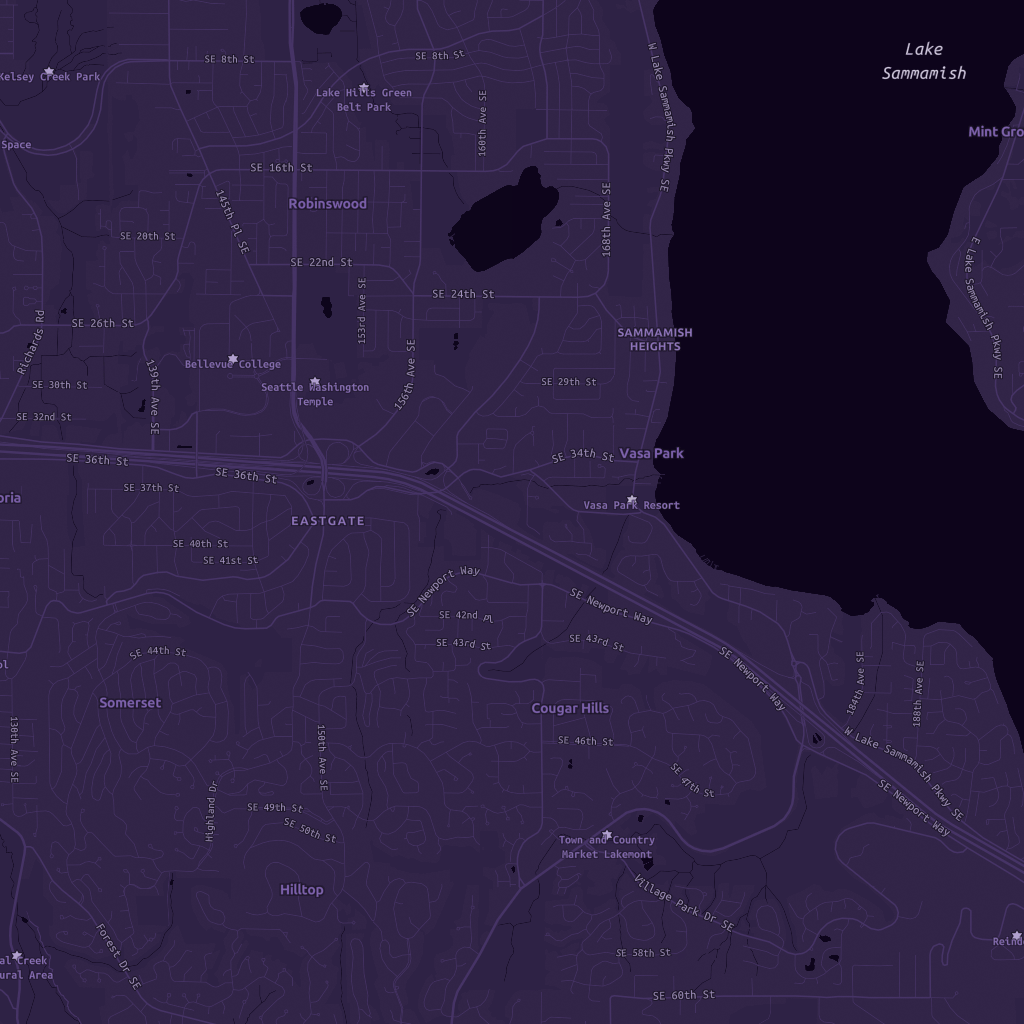 Lake
Sammamish
SE 8th St
SE 8th St
Kelsey Creek Park
Lake Hills Green
Belt Park
W Lake Sammamish Pkwy SE
160th Ave SE
Mint Gro
Space
SE 16th St
145th Pl SE
Robinswood
168th Ave SE
SE 20th St
SE 22nd St
E Lake Sammamish Pkwy SE
153rd Ave SE
SE 24th St
Richards Rd
SE 26th St
SAMMAMISH
HEIGHTS
139th Ave SE
Bellevue College
156th Ave SE
SE 30th St
Seattle Washington
Temple
SE 29th St
SE 32nd St
SE 36th St
SE 36th St
SE 34th St
Vasa Park
SE 37th St
oria
Vasa Park Resort
EASTGATE
SE 40th St
SE 41st St
SE Newport Way
SE Newport Way
SE 42nd Pl
SE 43rd St
SE 43rd St
SE 44th St
ol
SE Newport Way
184th Ave SE
188th Ave SE
Somerset
Cougar Hills
130th Ave SE
150th Ave SE
SE 46th St
W Lake Sammamish Pkwy SE
SE 47th St
SE Newport Way
Highland Dr
SE 49th St
SE 50th St
Town and Country
Market Lakemont
Hilltop
Village Park Dr SE
Forest Dr SE
SE 58th St
Reind
al Creek
ural Area
SE 60th St